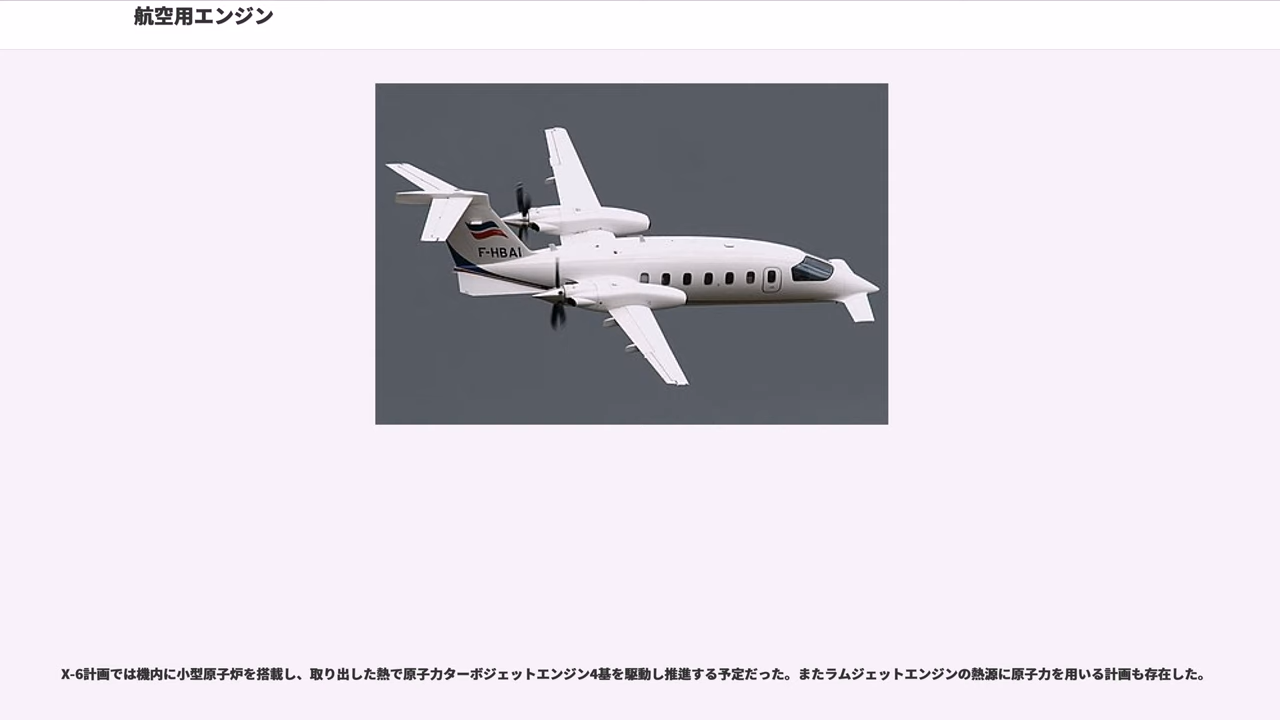 航空用エンジン
F-HBAI
X-6計画では機内に小型原子炉を搭載し、取り出した熱で原子力ターボジェットエンジン4基を駆動し推進する予定だった。またラムジェットエンジンの熱源に原子力を用いる計画も存在した。